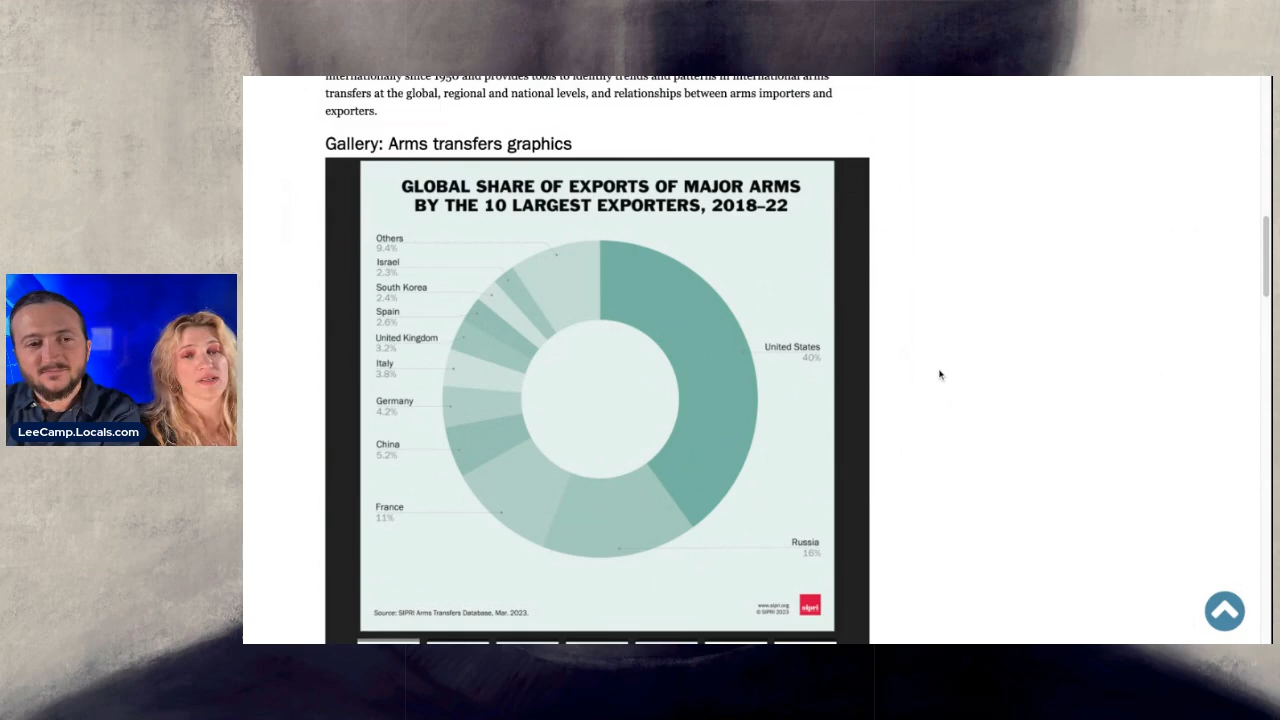 internationally since 1950 and provides tools to identify trends and patterns in international arms
transfers at the global, regional and national levels, and relationships between arms importers and
exporters.
Gallery: Arms transfers graphics
GLOBAL SHARE OF EXPORTS OF MAJOR ARMS
BY THE 10 LARGEST EXPORTERS, 2018–22
Others
9.4%
Israel
2.3%
South Korea
2.4%
Spain
2.6%
United Kingdom
3.2%
Italy
3.8%
Germany
4.2%
China
5.2%
France
11%
United States
40%
Russia
16%
Source: SIPRI Arms Transfers Database, Mar. 2023.
www.sipri.org
© SIPRI 2023
sipri
LeeCamp.Locals.com